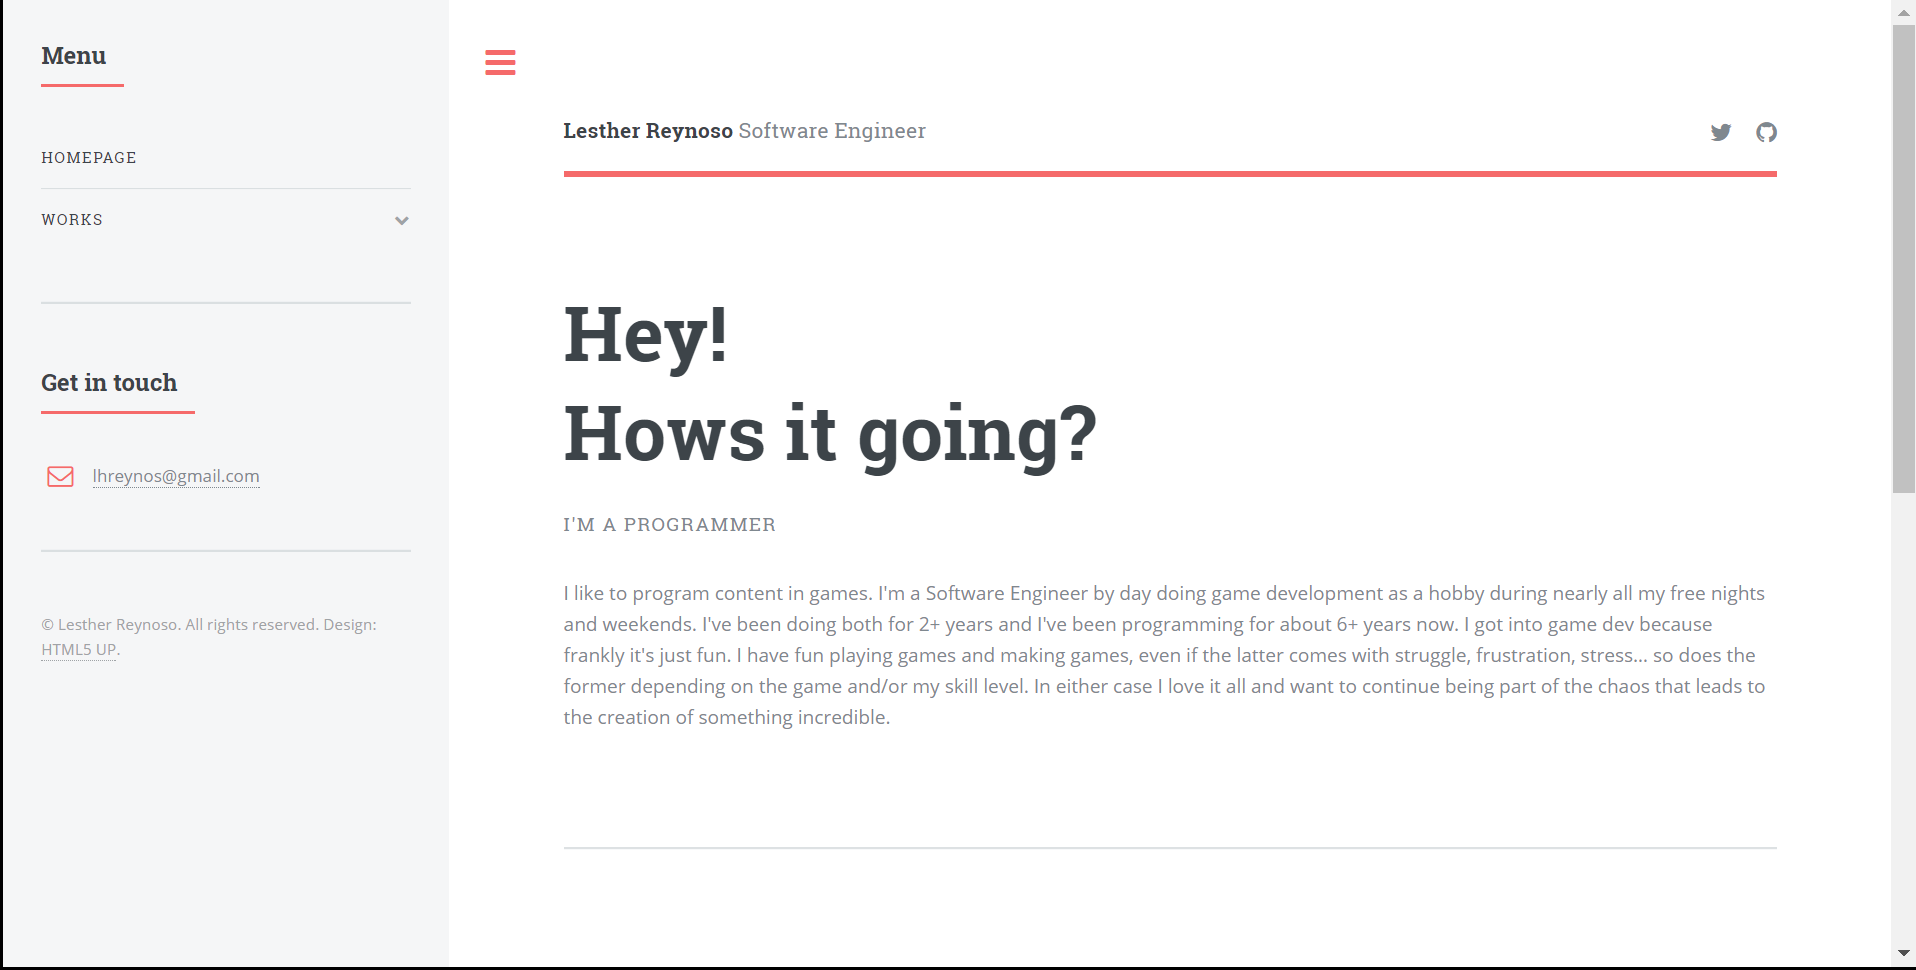 Menu
HOMEPAGE
WORKS
Get in touch
lhreynos@gmail.com
© Lesther Reynoso. All rights reserved. Design:
HTML5 UP.
Lesther Reynoso Software Engineer
Hey!
Hows it going?
I'M A PROGRAMMER
I like to program content in games. I'm a Software Engineer by day doing game development as a hobby during nearly all my free nights
and weekends. I've been doing both for 2+ years and I've been programming for about 6+ years now. I got into game dev because
frankly it's just fun. I have fun playing games and making games, even if the latter comes with struggle, frustration, stress... so does the
former depending on the game and/or my skill level. In either case I love it all and want to continue being part of the chaos that leads to
the creation of something incredible.